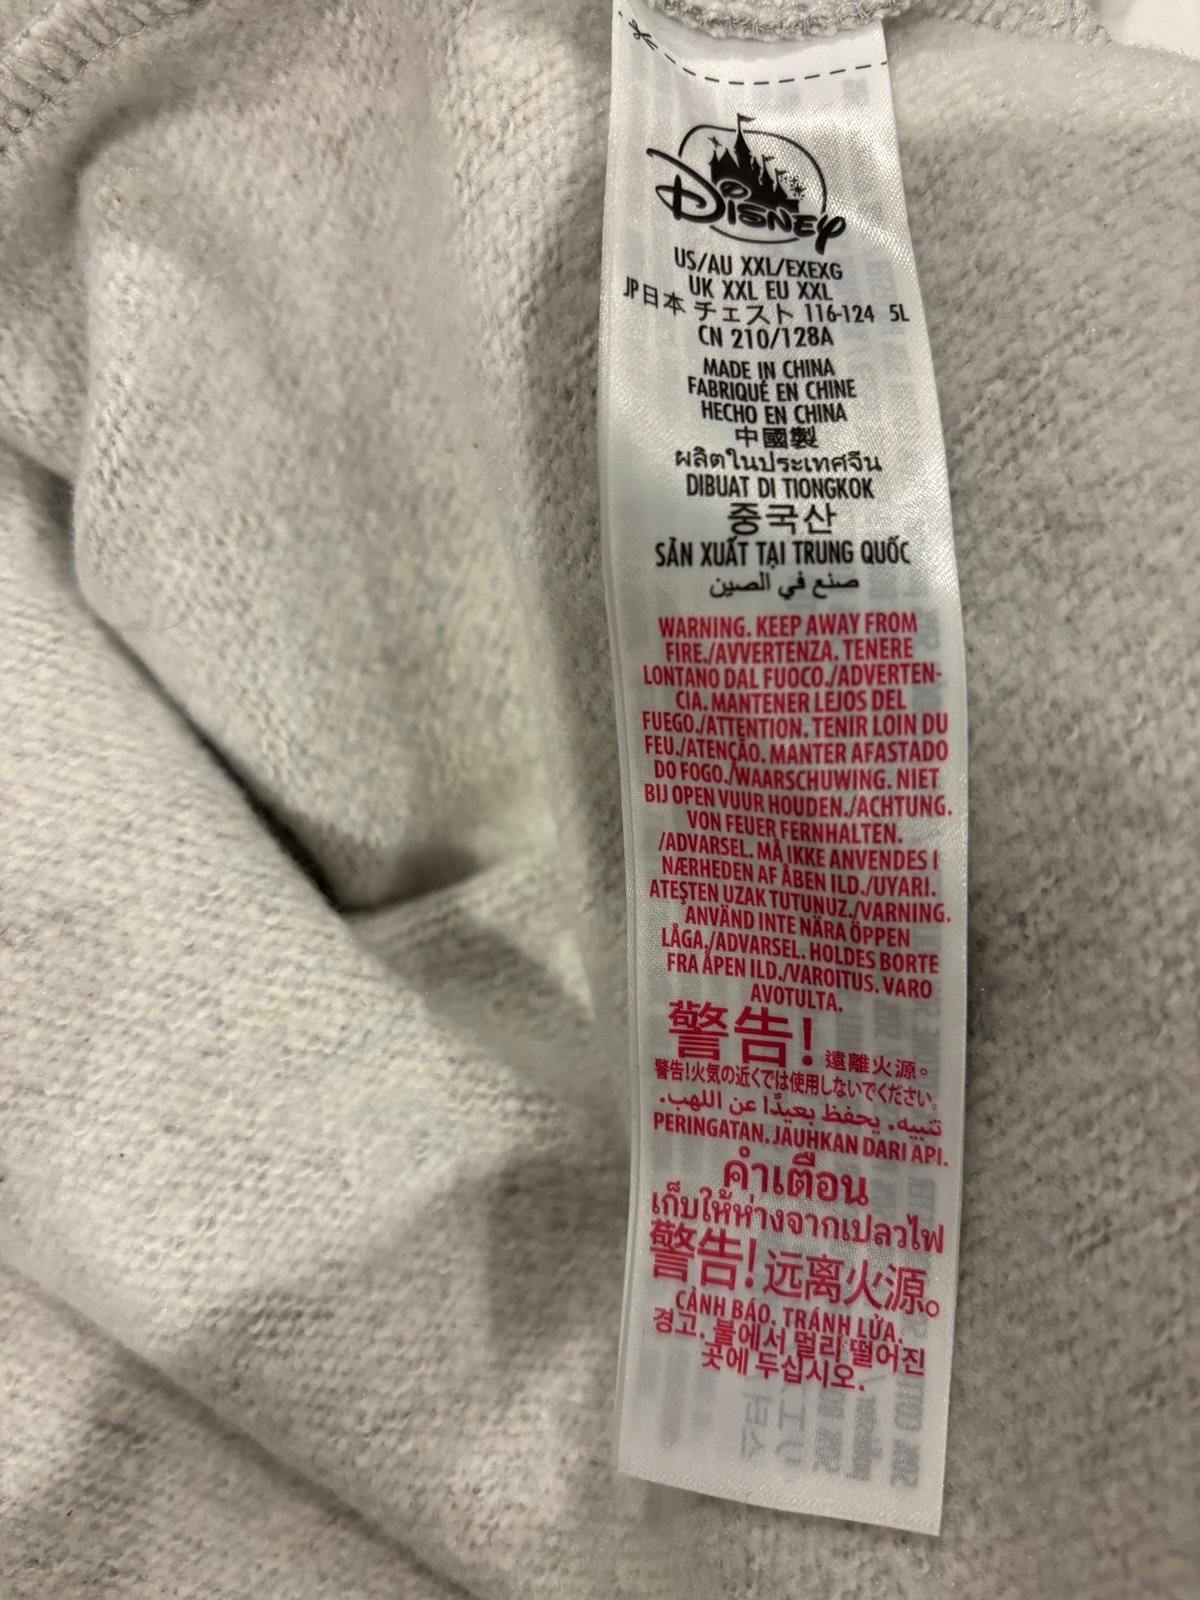 Disney
US/AU XXL/EXEXG
UK XXL EU XXL
JP日本 チェスト 116-124 5L
CN 210/128A
MADE IN CHINA
FABRIQUÉ EN CHINE
HECHO EN CHINA
中國製
ผลิตในประเทศจีน
DIBUAT DI TIONGKOK
중국산
SẢN XUẤT TẠI TRUNG QUỐC
صنع في الصين
WARNING. KEEP AWAY FROM
FIRE./AVVERTENZA. TENERE
LONTANO DAL FUOCO./ADVERTEN-
CIA. MANTENER LEJOS DEL
FUEGO./ATTENTION. TENIR LOIN DU
FEU./ATENÇÃO. MANTER AFASTADO
DO FOGO./WAARSCHUWING. NIET
BIJ OPEN VUUR HOUDEN./ACHTUNG.
VON FEUER FERNHALTEN.
/ADVARSEL. MÅ IKKE ANVENDES I
NÆRHEDEN AF ÅBEN ILD./UYARI.
ATEŞTEN UZAK TUTUNUZ./VARNING.
ANVÄND INTE NÄRA ÖPPEN
LÅGA./ADVARSEL. HOLDES BORTE
FRA ÅPEN ILD./VAROITUS. VARO
AVOTULTA.
警告! 遠離火源。
警告!火気の近くでは使用しないでください。
تنبيه. يحفظ بعيدًا عن اللهب.
PERINGATAN. JAUHKAN DARI API.
คำเตือน
เก็บให้ห่างจากเปลวไฟ
警告! 远离火源。
CẢNH BÁO. TRÁNH LỬA.
경고. 불에서 멀리 떨어진
곳에 두십시오.